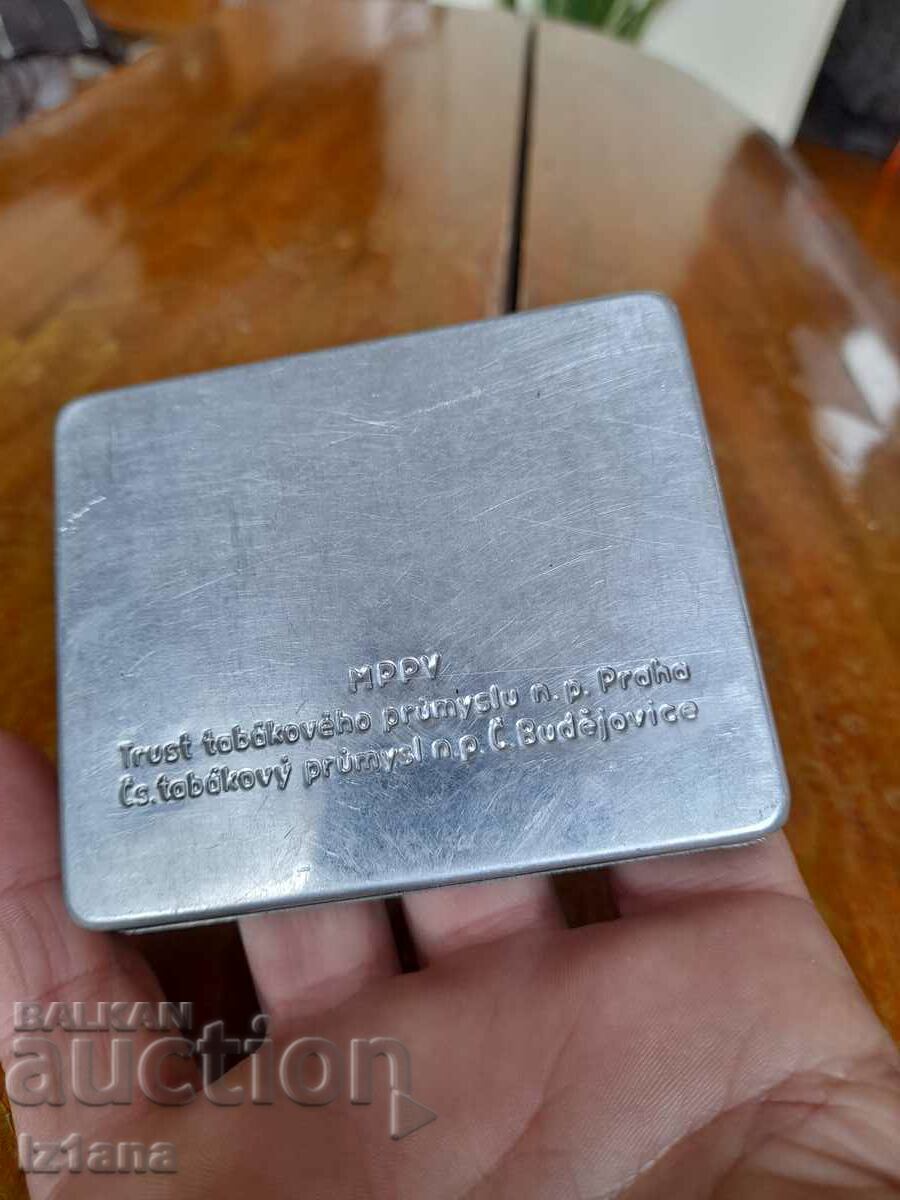 MPPV
Trust tabákového průmyslu n.p. Praha
Čs.tabákový průmysl n.p. Č. Budějovice
BALKAN
auction
iz1ana